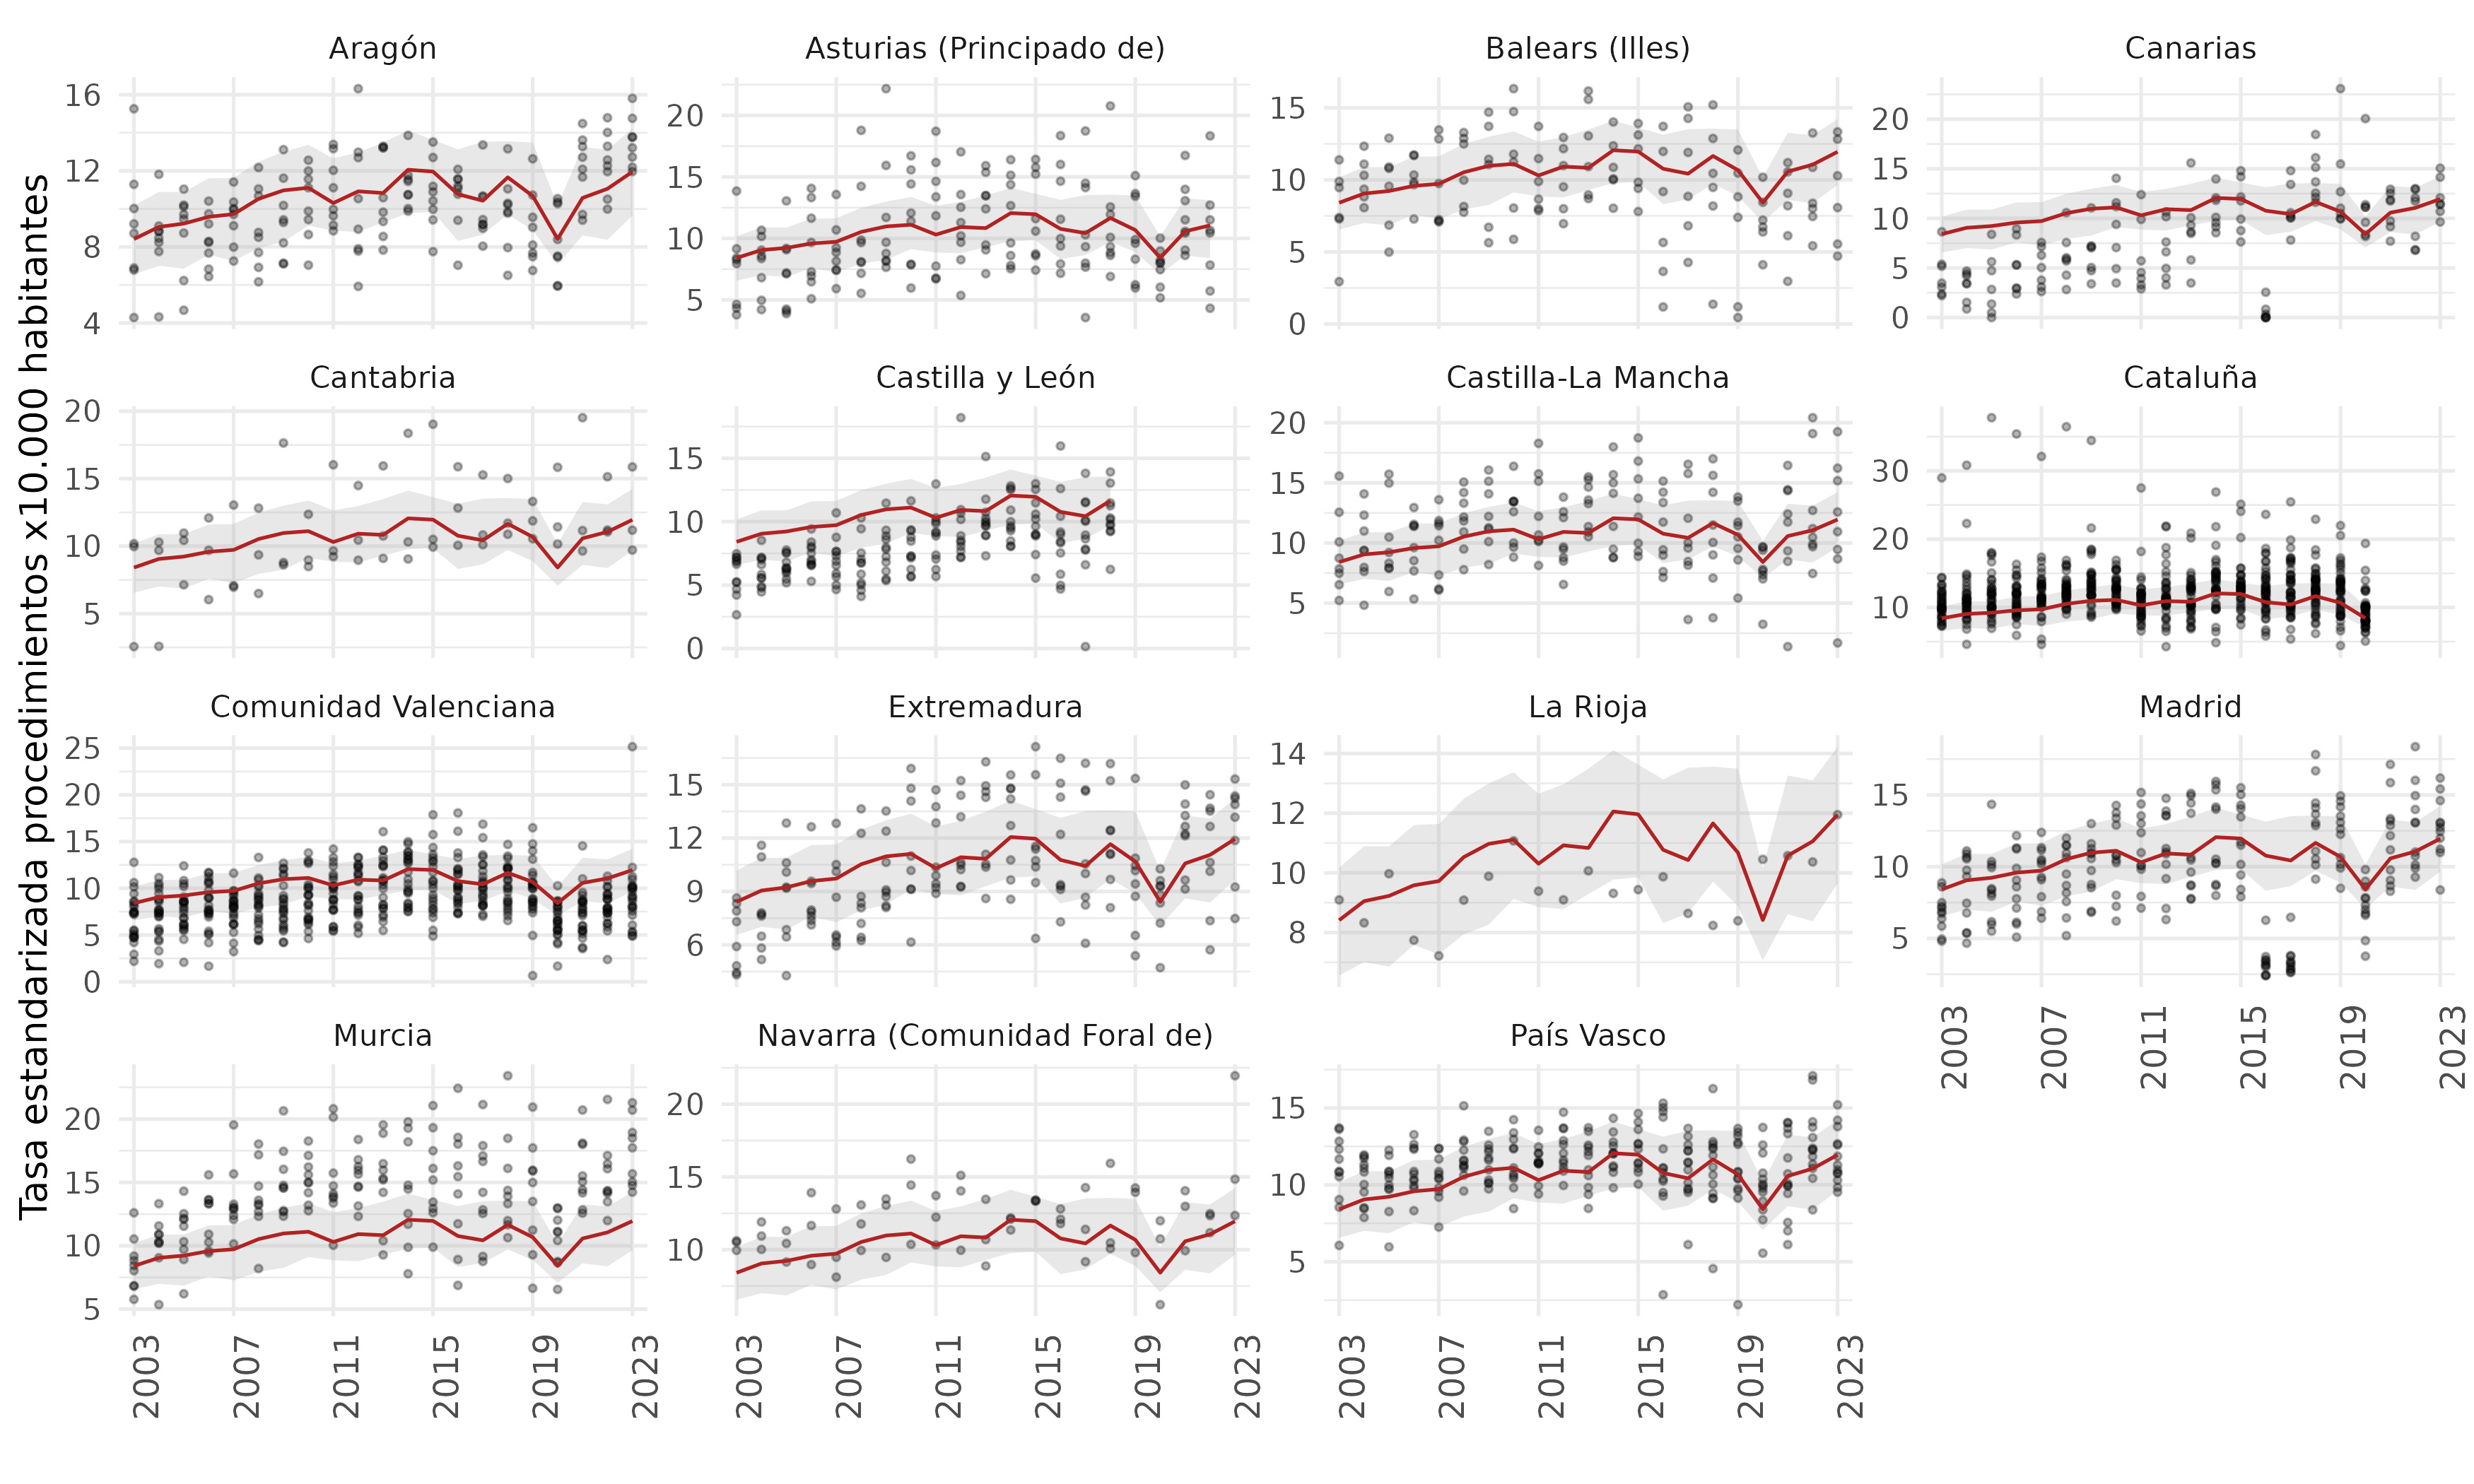 Tasa estandarizada procedimientos x10.000 habitantes
Aragón
16
12
8
4
Asturias (Principado de)
20
15
10
5
Balears (Illes)
15
10
5
0
Canarias
20
15
10
5
0
Cantabria
20
15
10
5
Castilla y León
15
10
5
0
Castilla-La Mancha
20
15
10
5
Cataluña
30
20
10
Comunidad Valenciana
25
20
15
10
5
0
Extremadura
15
12
9
6
La Rioja
14
12
10
8
Madrid
15
10
5
2003 2007 2011 2015 2019 2023
Murcia
20
15
10
5
2003 2007 2011 2015 2019 2023
Navarra (Comunidad Foral de)
20
15
10
2003 2007 2011 2015 2019 2023
País Vasco
15
10
5
2003 2007 2011 2015 2019 2023